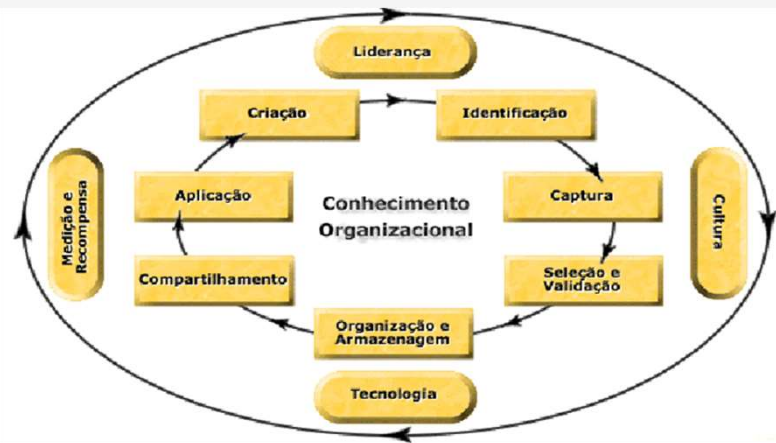 Liderança
Criação
Identificação
Medição e
Recompensa
Aplicação
Conhecimento
Organizacional
Captura
Cultura
Compartilhamento
Seleção e
Validação
Organização e
Armazenagem
Tecnologia